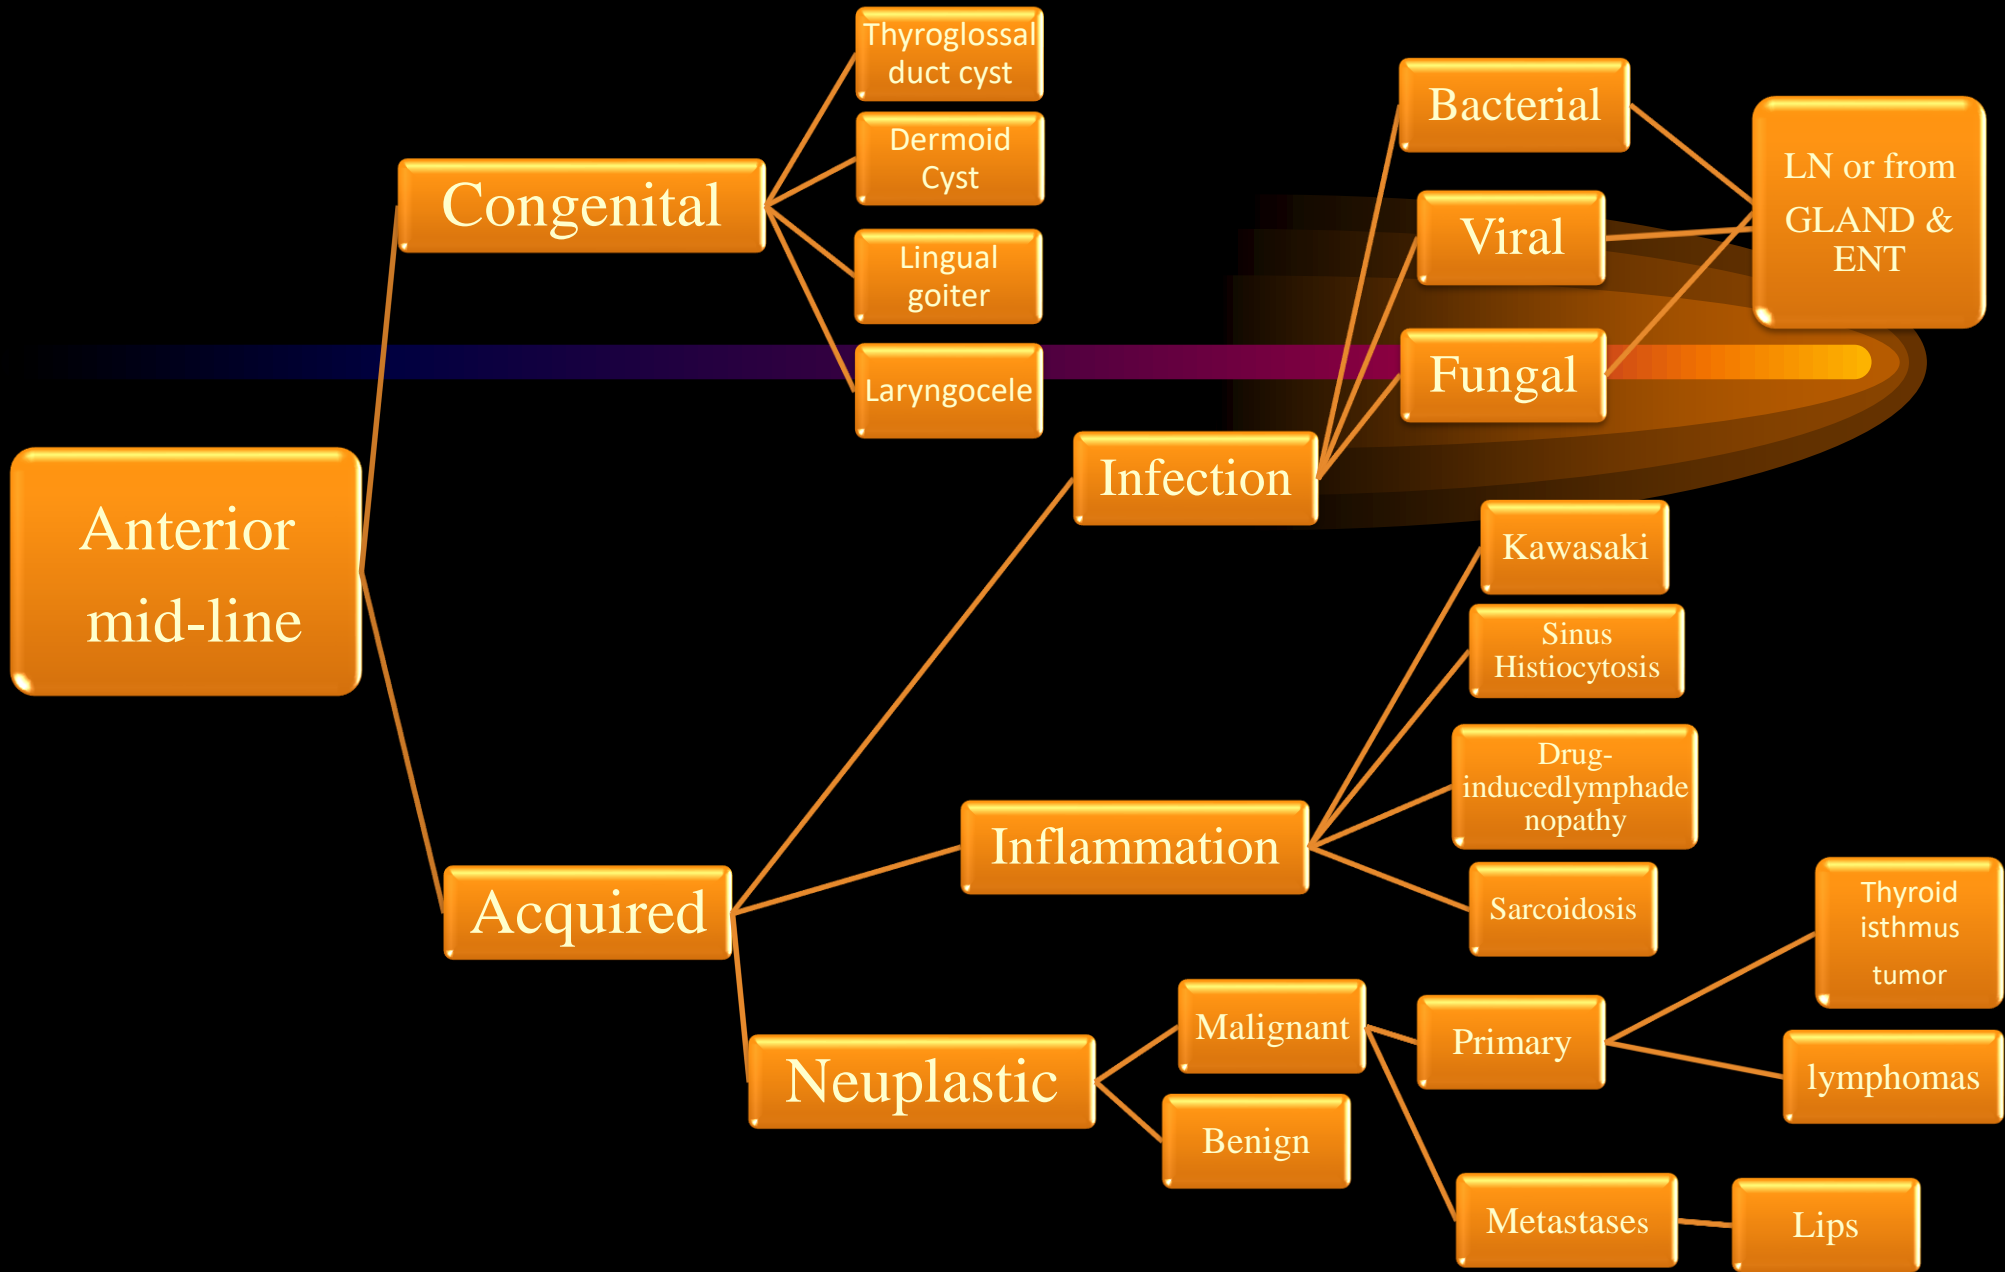 Anterior
mid-line
Congenital
Thyroglossal
duct cyst
Dermoid
Cyst
Lingual
goiter
Laryngocele
Acquired
Infection
Bacterial
Viral
Fungal
LN or from
GLAND &
ENT
Inflammation
Kawasaki
Sinus
Histiocytosis
Drug-
inducedlymphade
nopathy
Sarcoidosis
Neuplastic
Malignant
Primary
Thyroid
isthmus
tumor
lymphomas
Metastases
Lips
Benign